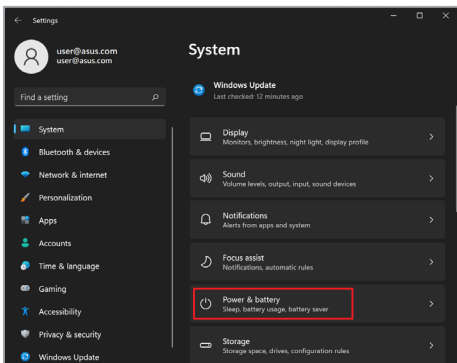 Settings
user@asus.com
user@asus.com
Find a setting
System
Bluetooth & devices
Network & internet
Personalization
Apps
Accounts
Time & language
Gaming
Accessibility
Privacy & security
Windows Update
System
Windows Update
Last checked: 12 minutes ago
Display
Monitors, brightness, night light, display profile
Sound
Volume levels, output, input, sound devices
Notifications
Alerts from apps and system
Focus assist
Notifications, automatic rules
Power & battery
Sleep, battery usage, battery saver
Storage
Storage space, drives, configuration rules